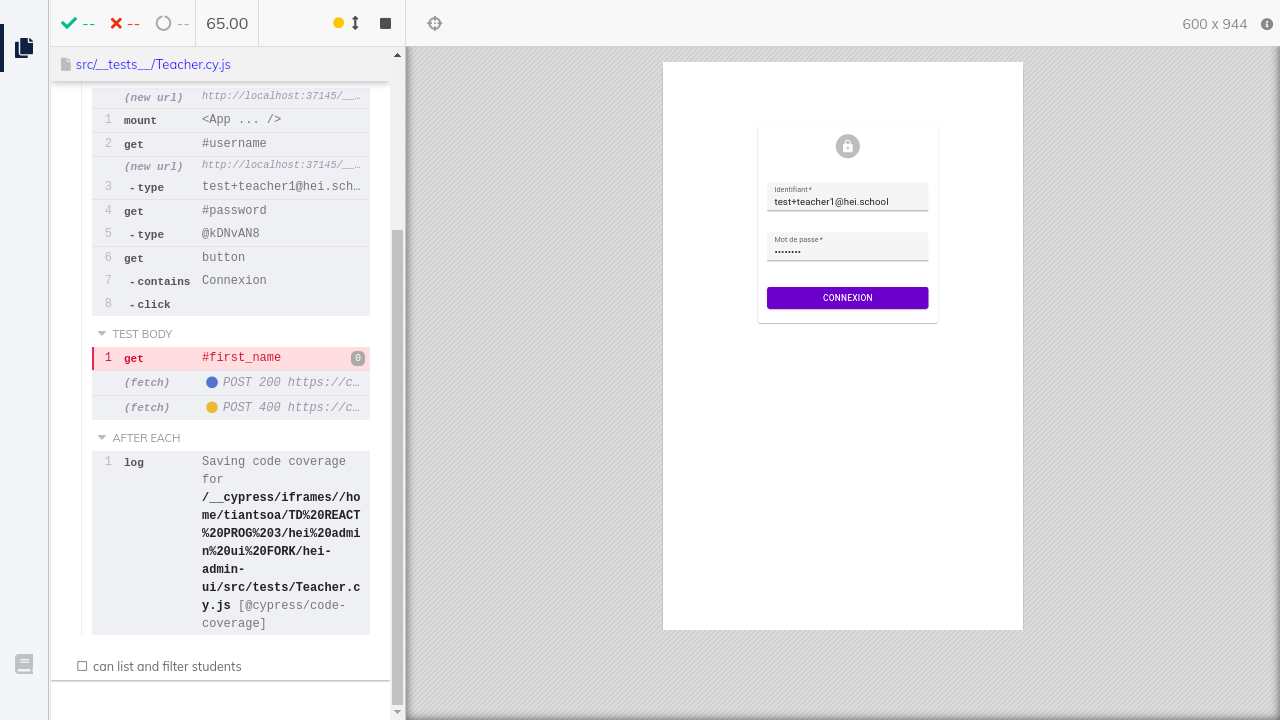 --
--
--
65.00
600 x 944
src/__tests__/Teacher.cy.js
(new url) http://localhost:37145/__…
1 mount <App ... />
2 get #username
(new url) http://localhost:37145/__…
3 -type test+teacher1@hei.sch…
4 get #password
5 -type @kDNvAN8
6 get button
7 -contains Connexion
8 -click
TEST BODY
1 get #first_name 0
(fetch) POST 200 https://c…
(fetch) POST 400 https://c…
AFTER EACH
1 log Saving code coverage
for
/__cypress/iframes//ho
me/tiantsoa/TD%20REACT
%20PROG%203/hei%20admi
n%20ui%20FORK/hei-
admin-
ui/src/tests/Teacher.c
y.js [@cypress/code-
coverage]
can list and filter students
Identifiant *
test+teacher1@hei.school
Mot de passe *
••••••••
CONNEXION